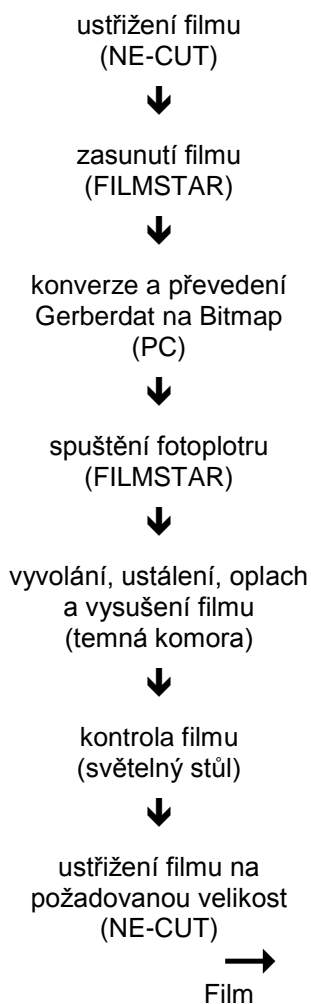 ustřižení filmu
(NE-CUT)
zasunutí filmu
(FILMSTAR)
konverze a převedení
Gerberdat na Bitmap
(PC)
spuštění fotoplotru
(FILMSTAR)
vyvolání, ustálení, oplach
a vysušení filmu
(temná komora)
kontrola filmu
(světelný stůl)
ustřižení filmu na
požadovanou velikost
(NE-CUT)
Film